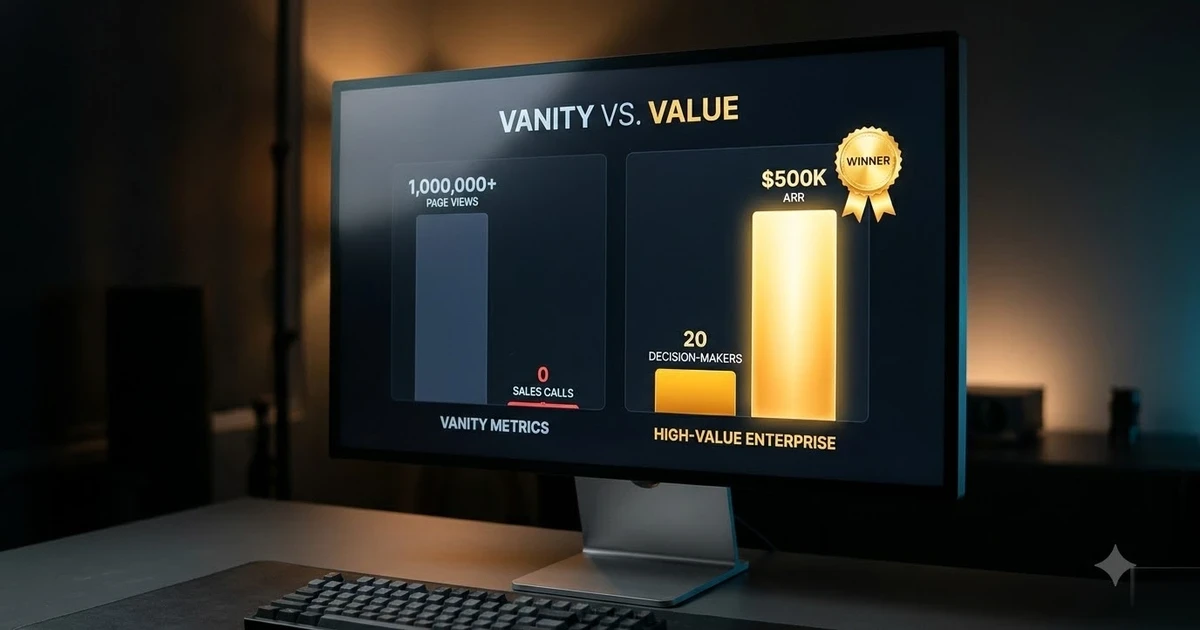 VANITY VS. VALUE
1,000,000+
PAGE VIEWS
0
SALES CALLS
VANITY METRICS
$500K
ARR
WINNER
20
DECISION-MAKERS
HIGH-VALUE ENTERPRISE